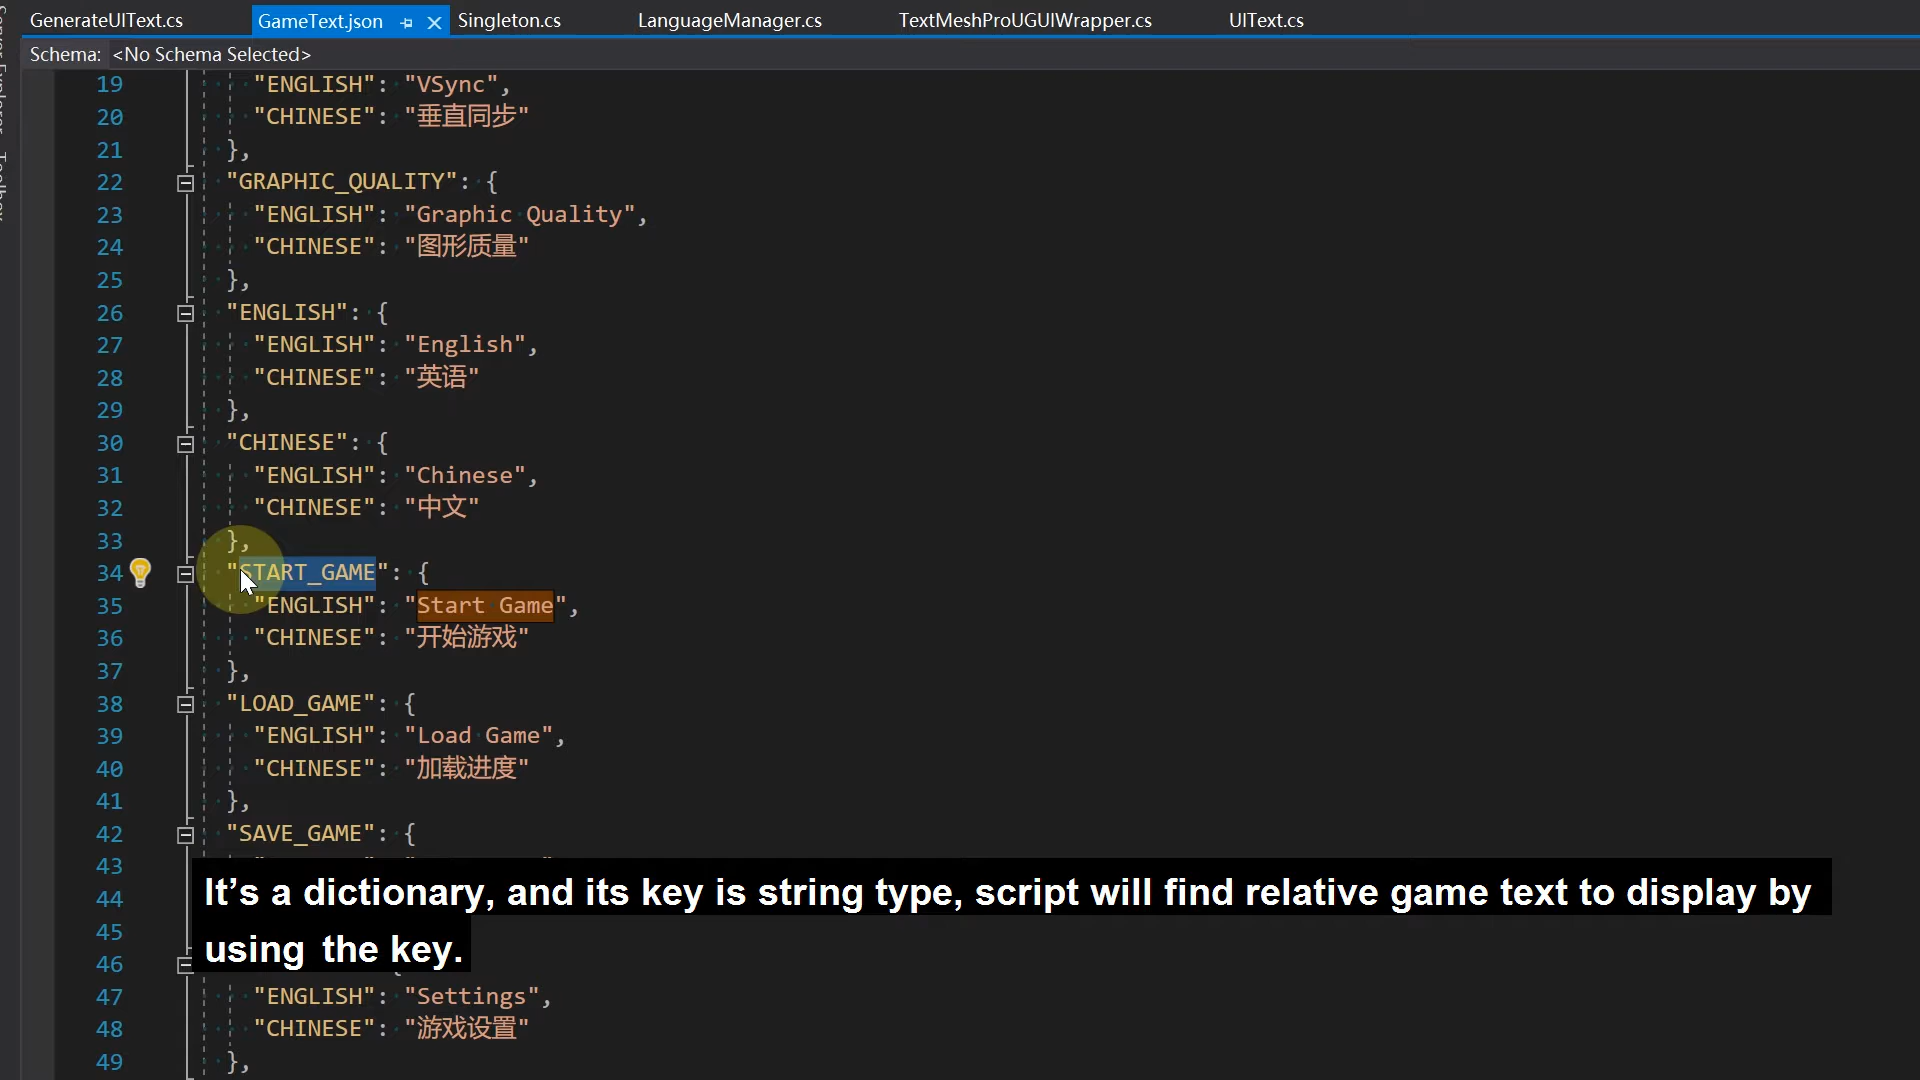 GenerateUIText.cs GameText.json Singleton.cs LanguageManager.cs TextMeshProUGUIWrapper.cs UIText.cs
Schema: <No Schema Selected>
19 "ENGLISH": "VSync",
20 "CHINESE": "垂直同步"
21 },
22 "GRAPHIC_QUALITY": {
23 "ENGLISH": "Graphic Quality",
24 "CHINESE": "图形质量"
25 },
26 "ENGLISH": {
27 "ENGLISH": "English",
28 "CHINESE": "英语"
29 },
30 "CHINESE": {
31 "ENGLISH": "Chinese",
32 "CHINESE": "中文"
33 },
34 "START_GAME": {
35 "ENGLISH": "Start Game",
36 "CHINESE": "开始游戏"
37 },
38 "LOAD_GAME": {
39 "ENGLISH": "Load Game",
40 "CHINESE": "加载进度"
41 },
42 "SAVE_GAME": {
43
It's a dictionary, and its key is string type, script will find relative game text to display by
44
45
using the key.
46
47 "ENGLISH": "Settings",
48 "CHINESE": "游戏设置"
49 },